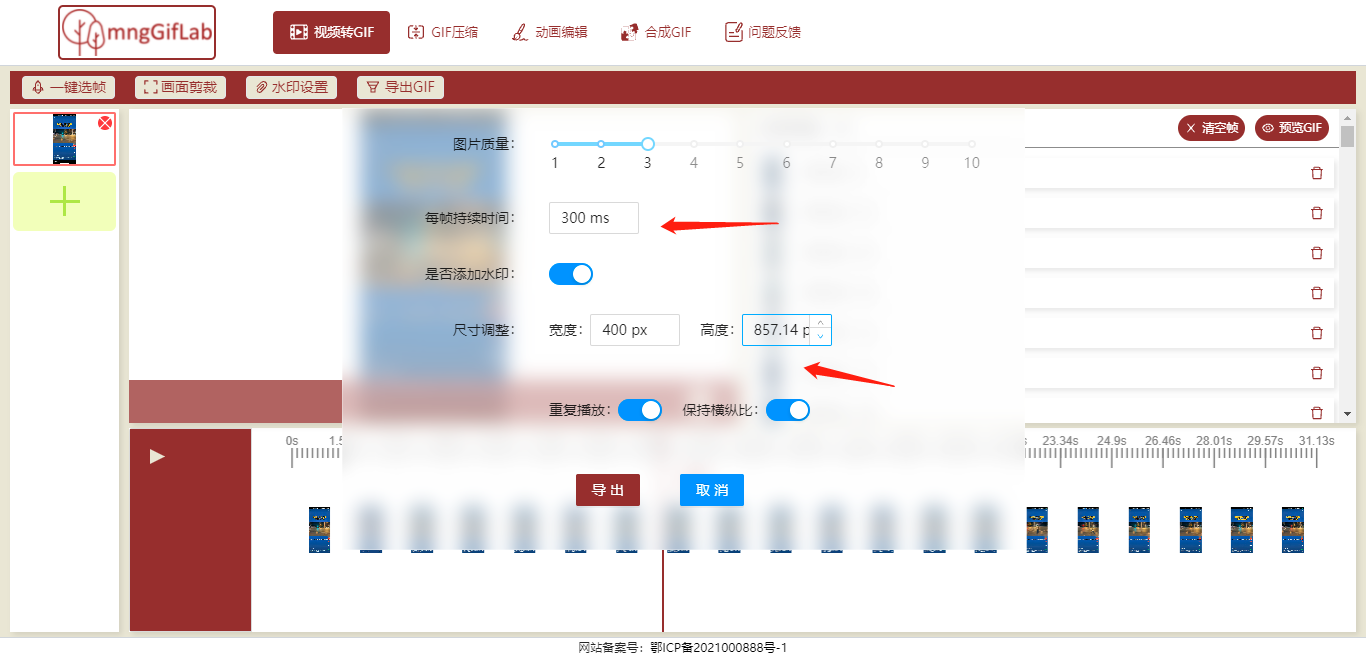 mngGifLab
视频转GIF
GIF压缩
动画编辑
合成GIF
问题反馈
一键选帧
画面剪裁
水印设置
导出GIF
清空帧
预览GIF
图片质量：
1 2 3 4 5 6 7 8 9 10
每帧持续时间：
300 ms
是否添加水印：
尺寸调整：
宽度：
400 px
高度：
857.14 p
重复播放：
保持横纵比：
导 出
取 消
0s 1.5 23.34s 24.9s 26.46s 28.01s 29.57s 31.13s
网站备案号：鄂ICP备2021000888号-1